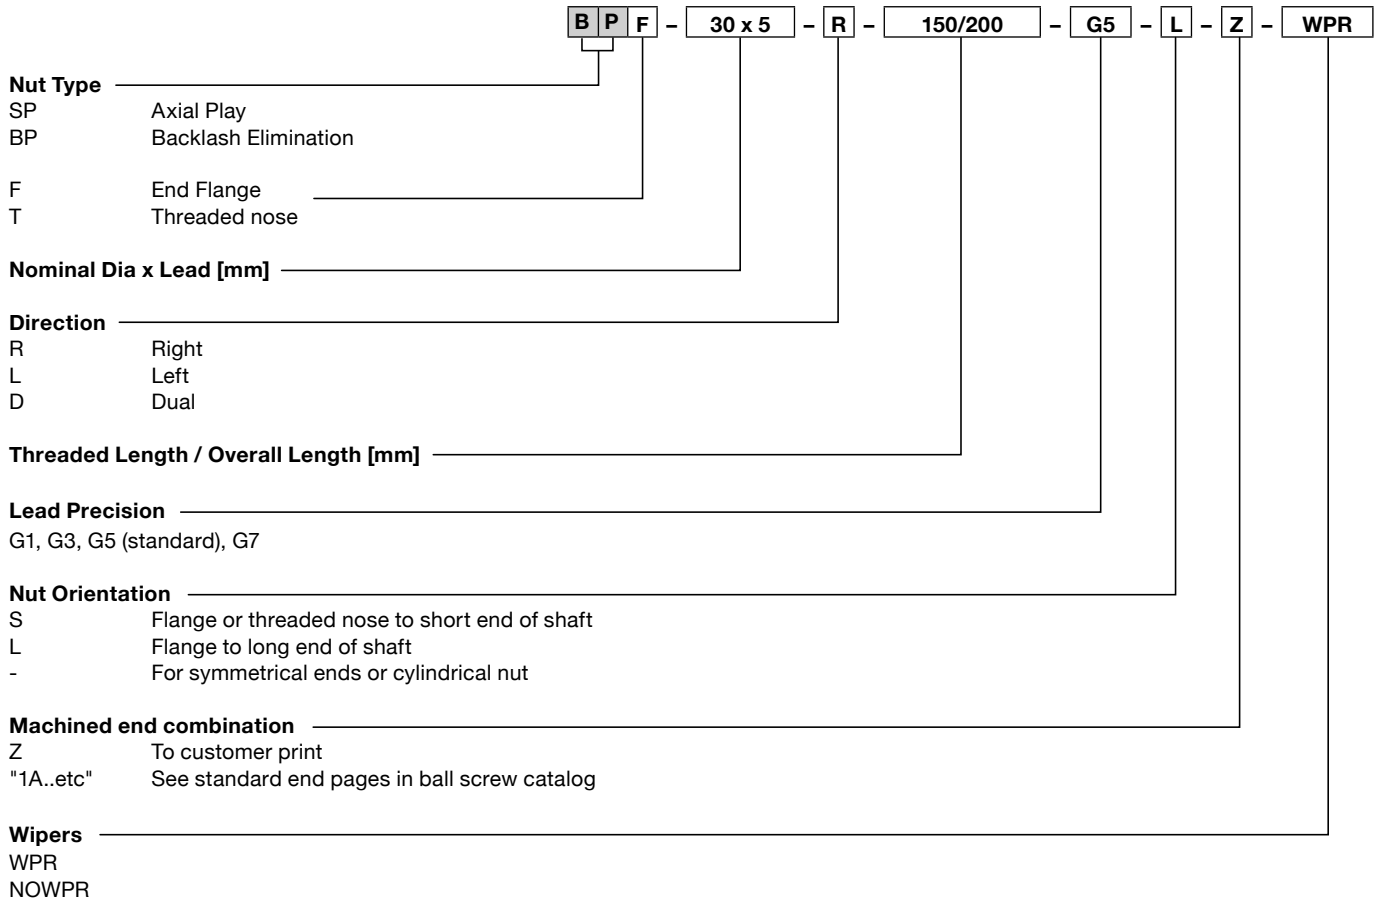 B P F – 30 x 5 – R – 150/200 – G5 – L – Z – WPR
Nut Type
SP Axial Play
BP Backlash Elimination
F End Flange
T Threaded nose
Nominal Dia x Lead [mm]
Direction
R Right
L Left
D Dual
Threaded Length / Overall Length [mm]
Lead Precision
G1, G3, G5 (standard), G7
Nut Orientation
S Flange or threaded nose to short end of shaft
L Flange to long end of shaft
- For symmetrical ends or cylindrical nut
Machined end combination
Z To customer print
"1A..etc" See standard end pages in ball screw catalog
Wipers
WPR
NOWPR